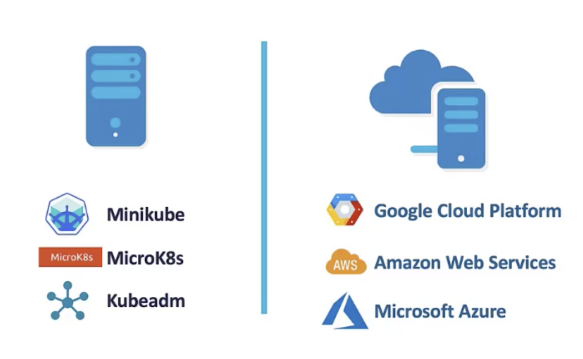 Minikube
MicroK8s MicroK8s
Kubeadm
Google Cloud Platform
AWS Amazon Web Services
Microsoft Azure